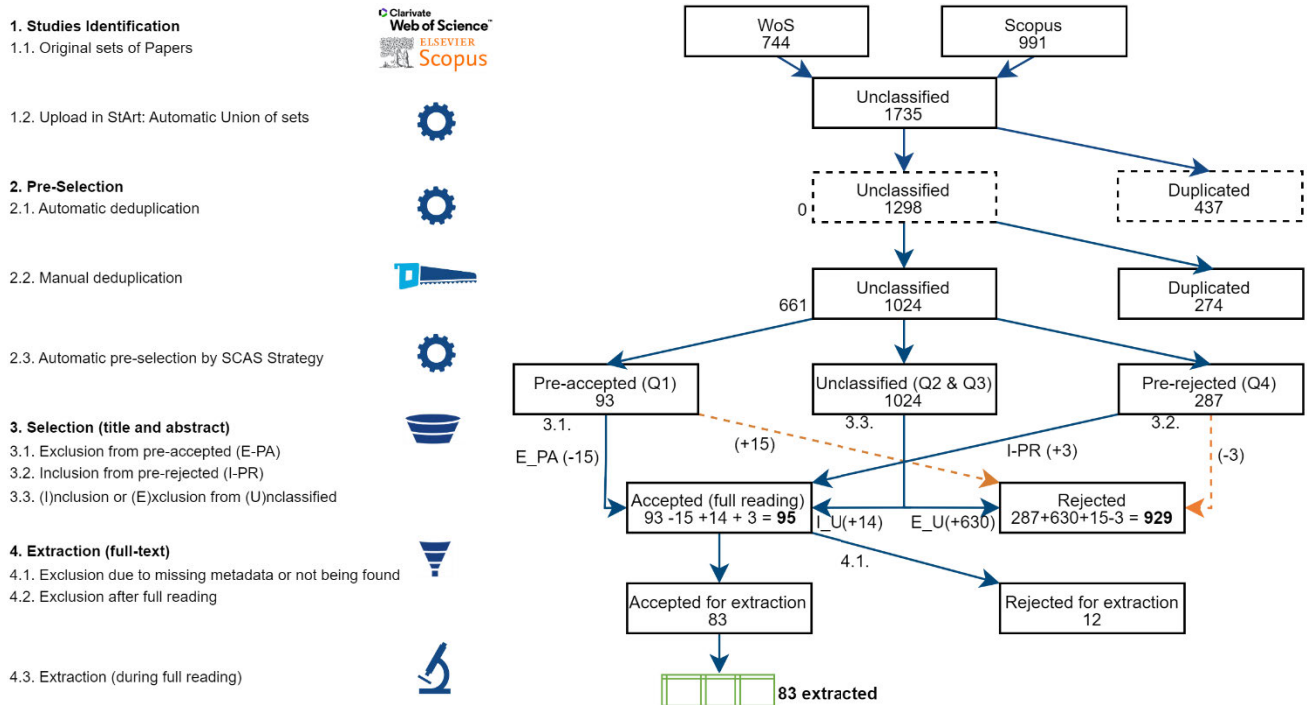 1. Studies Identification
1.1. Original sets of Papers
Clarivate
Web of Science™
ELSEVIER
Scopus
1.2. Upload in StArt: Automatic Union of sets
2. Pre-Selection
2.1. Automatic deduplication
2.2. Manual deduplication
2.3. Automatic pre-selection by SCAS Strategy
3. Selection (title and abstract)
3.1. Exclusion from pre-accepted (E-PA)
3.2. Inclusion from pre-rejected (I-PR)
3.3. (I)nclusion or (E)xclusion from (U)nclassified
4. Extraction (full-text)
4.1. Exclusion due to missing metadata or not being found
4.2. Exclusion after full reading
4.3. Extraction (during full reading)
WoS
744
Scopus
991
Unclassified
1735
Unclassified
1298
0
Duplicated
437
Unclassified
1024
661
Duplicated
274
Pre-accepted (Q1)
93
Unclassified (Q2 & Q3)
1024
Pre-rejected (Q4)
287
3.1.
3.3.
3.2.
E_PA (-15)
(+15)
I-PR (+3)
(-3)
Accepted (full reading)
93 -15 +14 + 3 = 95
I_U(+14)
E_U(+630)
Rejected
287+630+15-3 = 929
4.1.
Accepted for extraction
83
Rejected for extraction
12
83 extracted